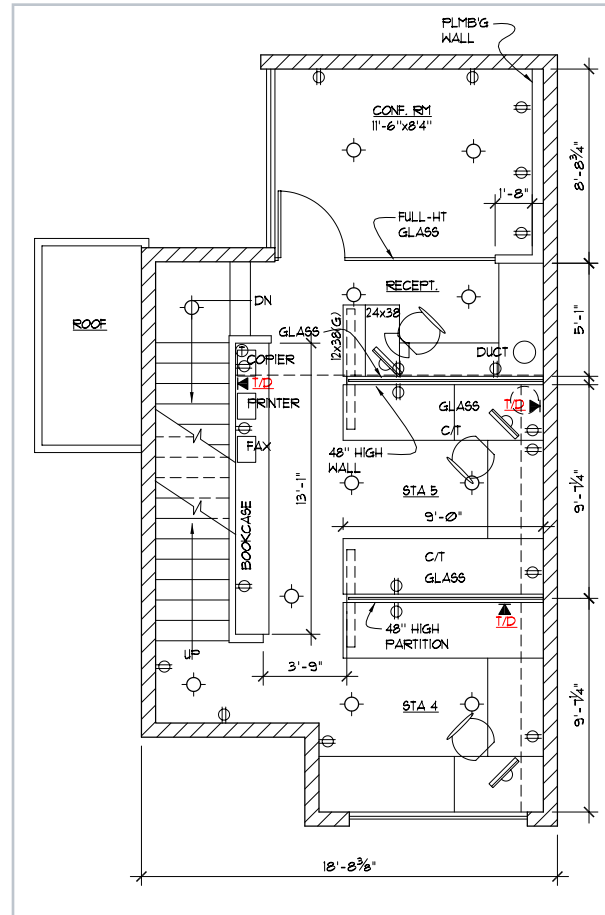 PLMB'G
WALL
CONF. RM
11'-6"x8'4"
8'-8¾"
1'-8"
FULL-HT
GLASS
RECEPT.
DN
ROOF
24x38
GLASS
12x38(G)
5'-1"
DUCT
COPIER
T/D
PRINTER
FAX
GLASS
T/D
C/T
48" HIGH
WALL
13'-1"
STA 5
9'-0"
9'-7¼"
BOOKCASE
C/T
GLASS
48" HIGH
PARTITION
T/D
UP
3'-9"
STA 4
9'-7¼"
18'-8⅜"